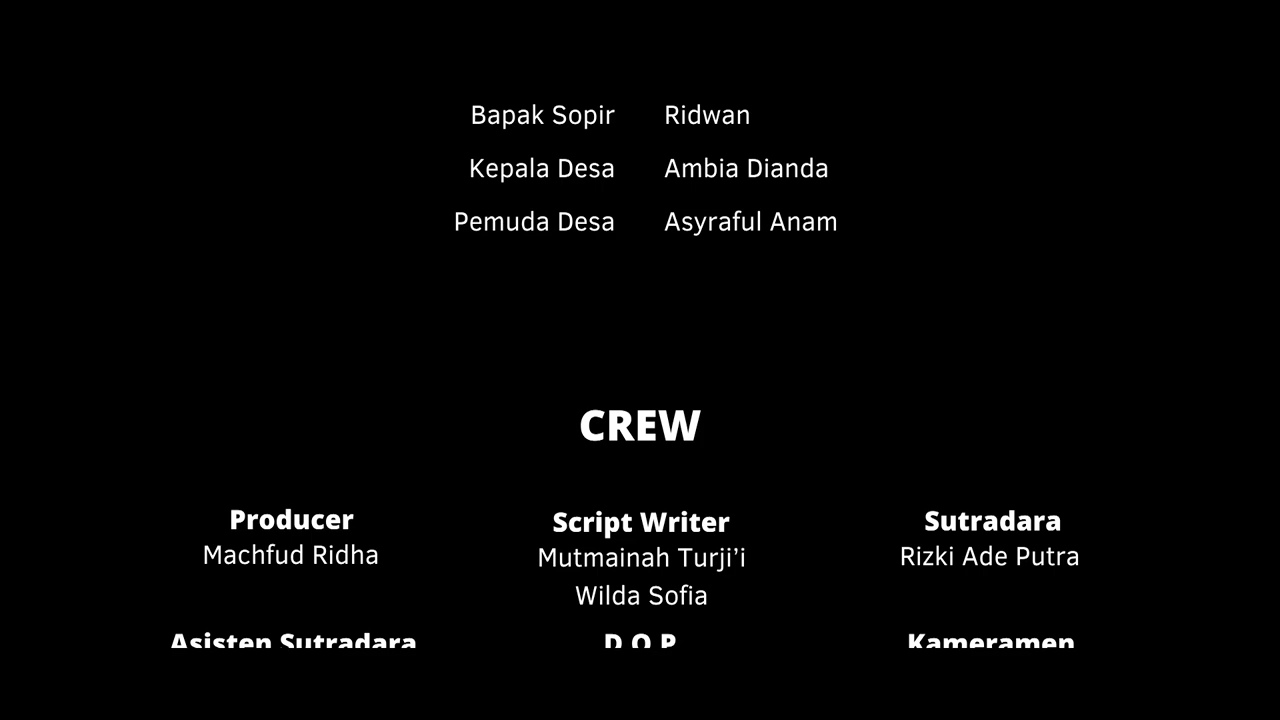 Bapak Sopir Ridwan
Kepala Desa Ambia Dianda
Pemuda Desa Asyraful Anam
CREW
Producer Script Writer Sutradara
Machfud Ridha Mutmainah Turji’i Rizki Ade Putra
Wilda Sofia
Asisten Sutradara D.O.P Kameramen